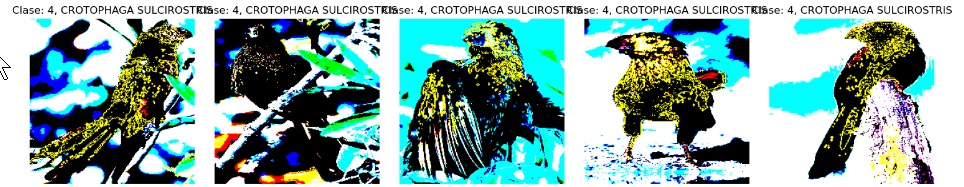 Clase: 4, CROTOPHAGA SULCIROSTRIS Clase: 4, CROTOPHAGA SULCIROSTRIS Clase: 4, CROTOPHAGA SULCIROSTRIS Clase: 4, CROTOPHAGA SULCIROSTRIS Clase: 4, CROTOPHAGA SULCIROSTRIS